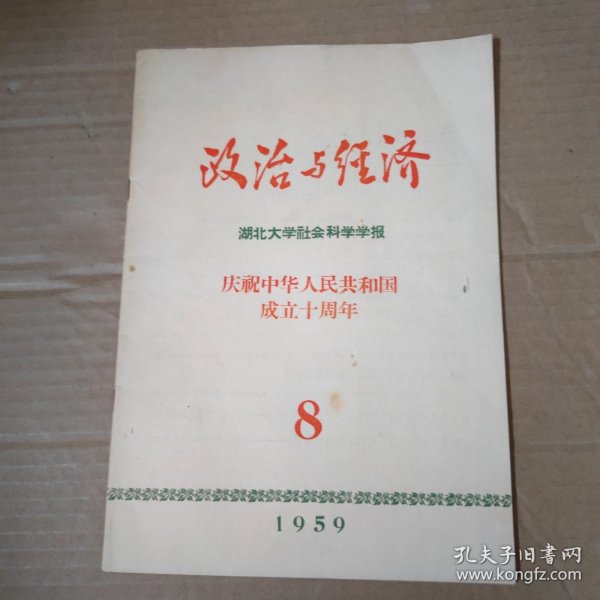 政治与经济
湖北大学社会科学学报
庆祝中华人民共和国
成立十周年
8
1959
孔夫子旧书网
www.kongfz.com